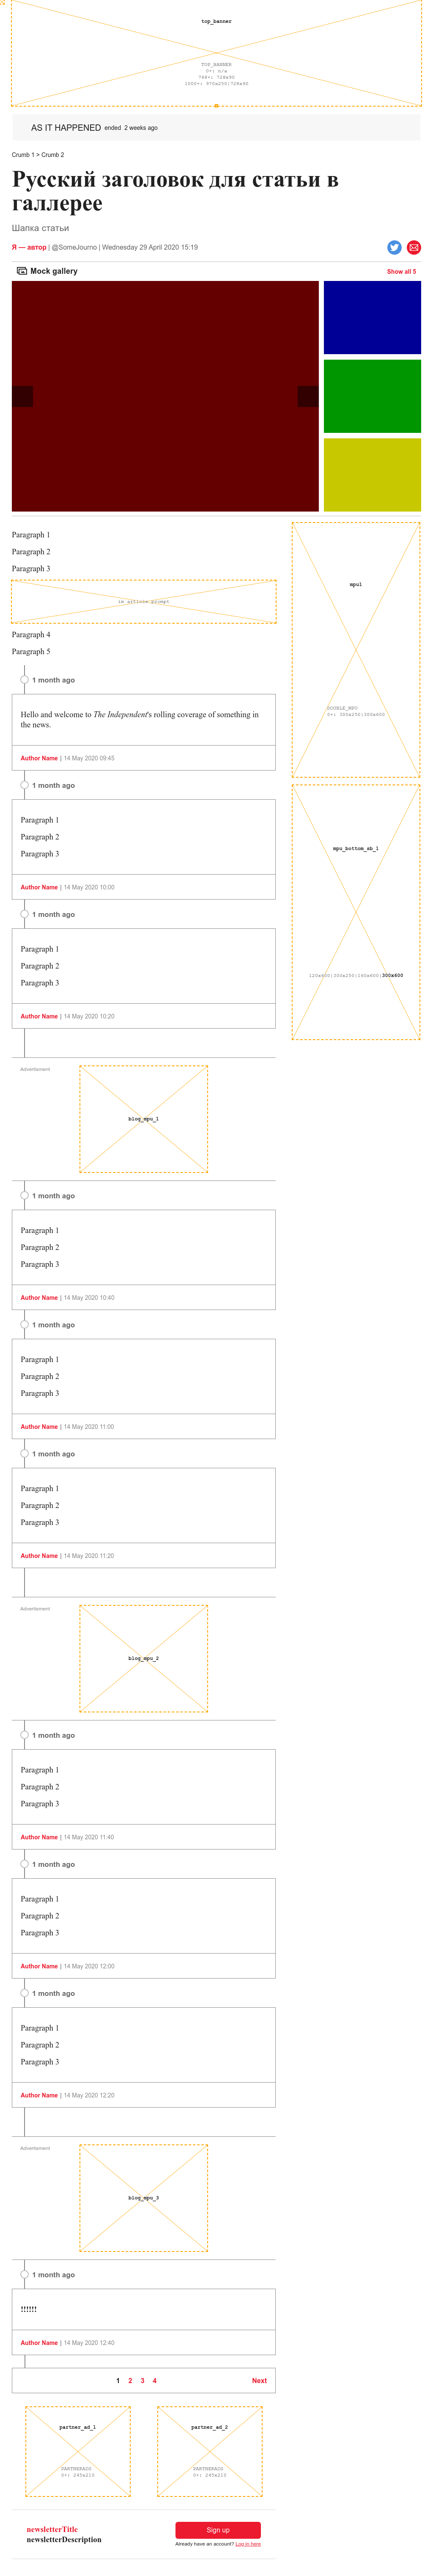 top_banner
TOP_BANNER
0+: n/a
768+: 728x90
1000+: 970x250|728x90
AS IT HAPPENED ended 2 weeks ago
Crumb 1 > Crumb 2
Русский заголовок для статьи в
галлерее
Шапка статьи
Я — автор | @SomeJourno | Wednesday 29 April 2020 15:19
Mock gallery
Show all 5
Paragraph 1
Paragraph 2
Paragraph 3
in article prompt
Paragraph 4
Paragraph 5
mpu1
DOUBLE_MPU
0+: 300x250|300x600
mpu_bottom_sb_1
120x600|300x250|160x600|300x600
1 month ago
Hello and welcome to The Independent's rolling coverage of something in
the news.
Author Name | 14 May 2020 09:45
1 month ago
Paragraph 1
Paragraph 2
Paragraph 3
Author Name | 14 May 2020 10:00
1 month ago
Paragraph 1
Paragraph 2
Paragraph 3
Author Name | 14 May 2020 10:20
Advertisement
blog_mpu_1
1 month ago
Paragraph 1
Paragraph 2
Paragraph 3
Author Name | 14 May 2020 10:40
1 month ago
Paragraph 1
Paragraph 2
Paragraph 3
Author Name | 14 May 2020 11:00
1 month ago
Paragraph 1
Paragraph 2
Paragraph 3
Author Name | 14 May 2020 11:20
Advertisement
blog_mpu_2
1 month ago
Paragraph 1
Paragraph 2
Paragraph 3
Author Name | 14 May 2020 11:40
1 month ago
Paragraph 1
Paragraph 2
Paragraph 3
Author Name | 14 May 2020 12:00
1 month ago
Paragraph 1
Paragraph 2
Paragraph 3
Author Name | 14 May 2020 12:20
Advertisement
blog_mpu_3
1 month ago
!!!!!!
Author Name | 14 May 2020 12:40
1 2 3 4 Next
partner_ad_1
PARTNERADS
0+: 245x210
partner_ad_2
PARTNERADS
0+: 245x210
newsletterTitle
newsletterDescription
Sign up
Already have an account? Log in here